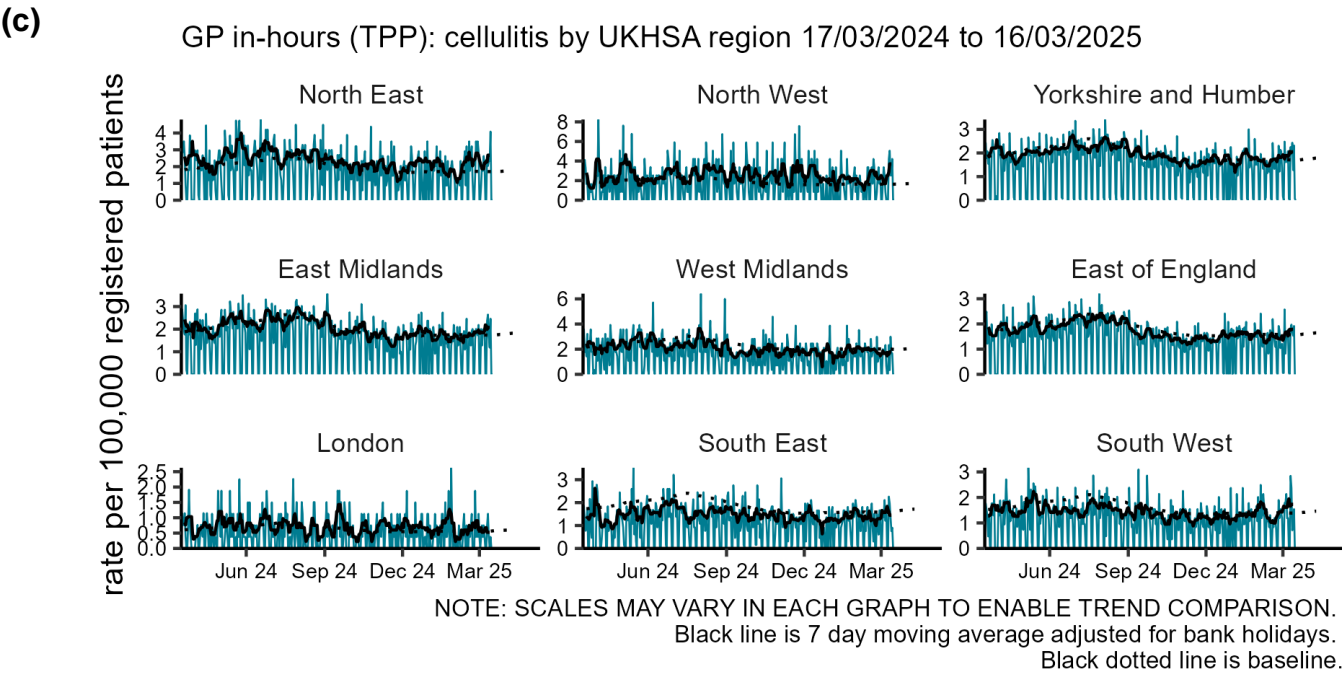 (c)
GP in-hours (TPP): cellulitis by UKHSA region 17/03/2024 to 16/03/2025
rate per 100,000 registered patients
North East
4
3
2
1
0
North West
8
6
4
2
0
Yorkshire and Humber
3
2
1
0
East Midlands
3
2
1
0
West Midlands
6
4
2
0
East of England
3
2
1
0
London
2.5
2.0
1.5
1.0
0.5
0.0
Jun 24 Sep 24 Dec 24 Mar 25
South East
3
2
1
0
Jun 24 Sep 24 Dec 24 Mar 25
South West
3
2
1
0
Jun 24 Sep 24 Dec 24 Mar 25
NOTE: SCALES MAY VARY IN EACH GRAPH TO ENABLE TREND COMPARISON.
Black line is 7 day moving average adjusted for bank holidays.
Black dotted line is baseline.